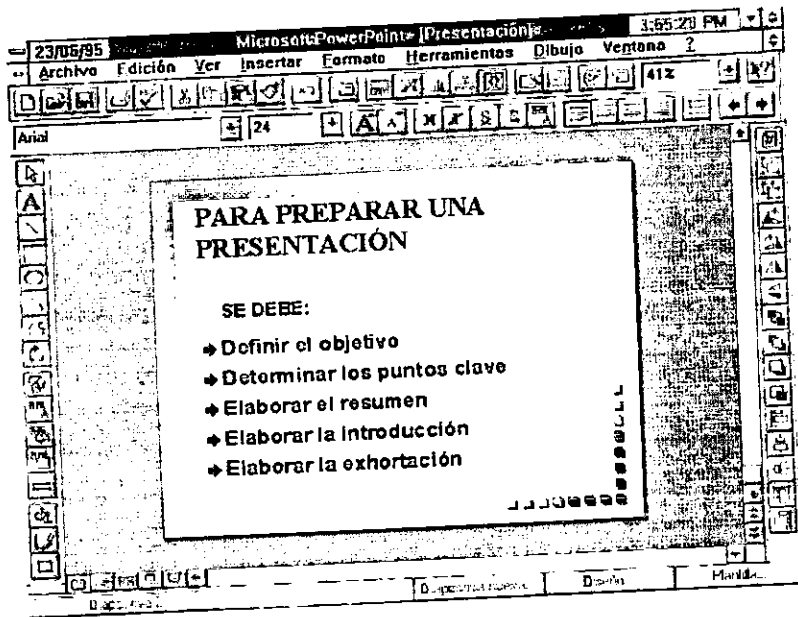 23/06/95 Microsoft PowerPoint - [Presentación] 3:55:29 PM
Archivo Edición Ver Insertar Formato Herramientas Dibujo Ventana ?
41%
Arial 24
PARA PREPARAR UNA
PRESENTACIÓN
SE DEBE:
Definir el objetivo
Determinar los puntos clave
Elaborar el resumen
Elaborar la introducción
Elaborar la exhortación